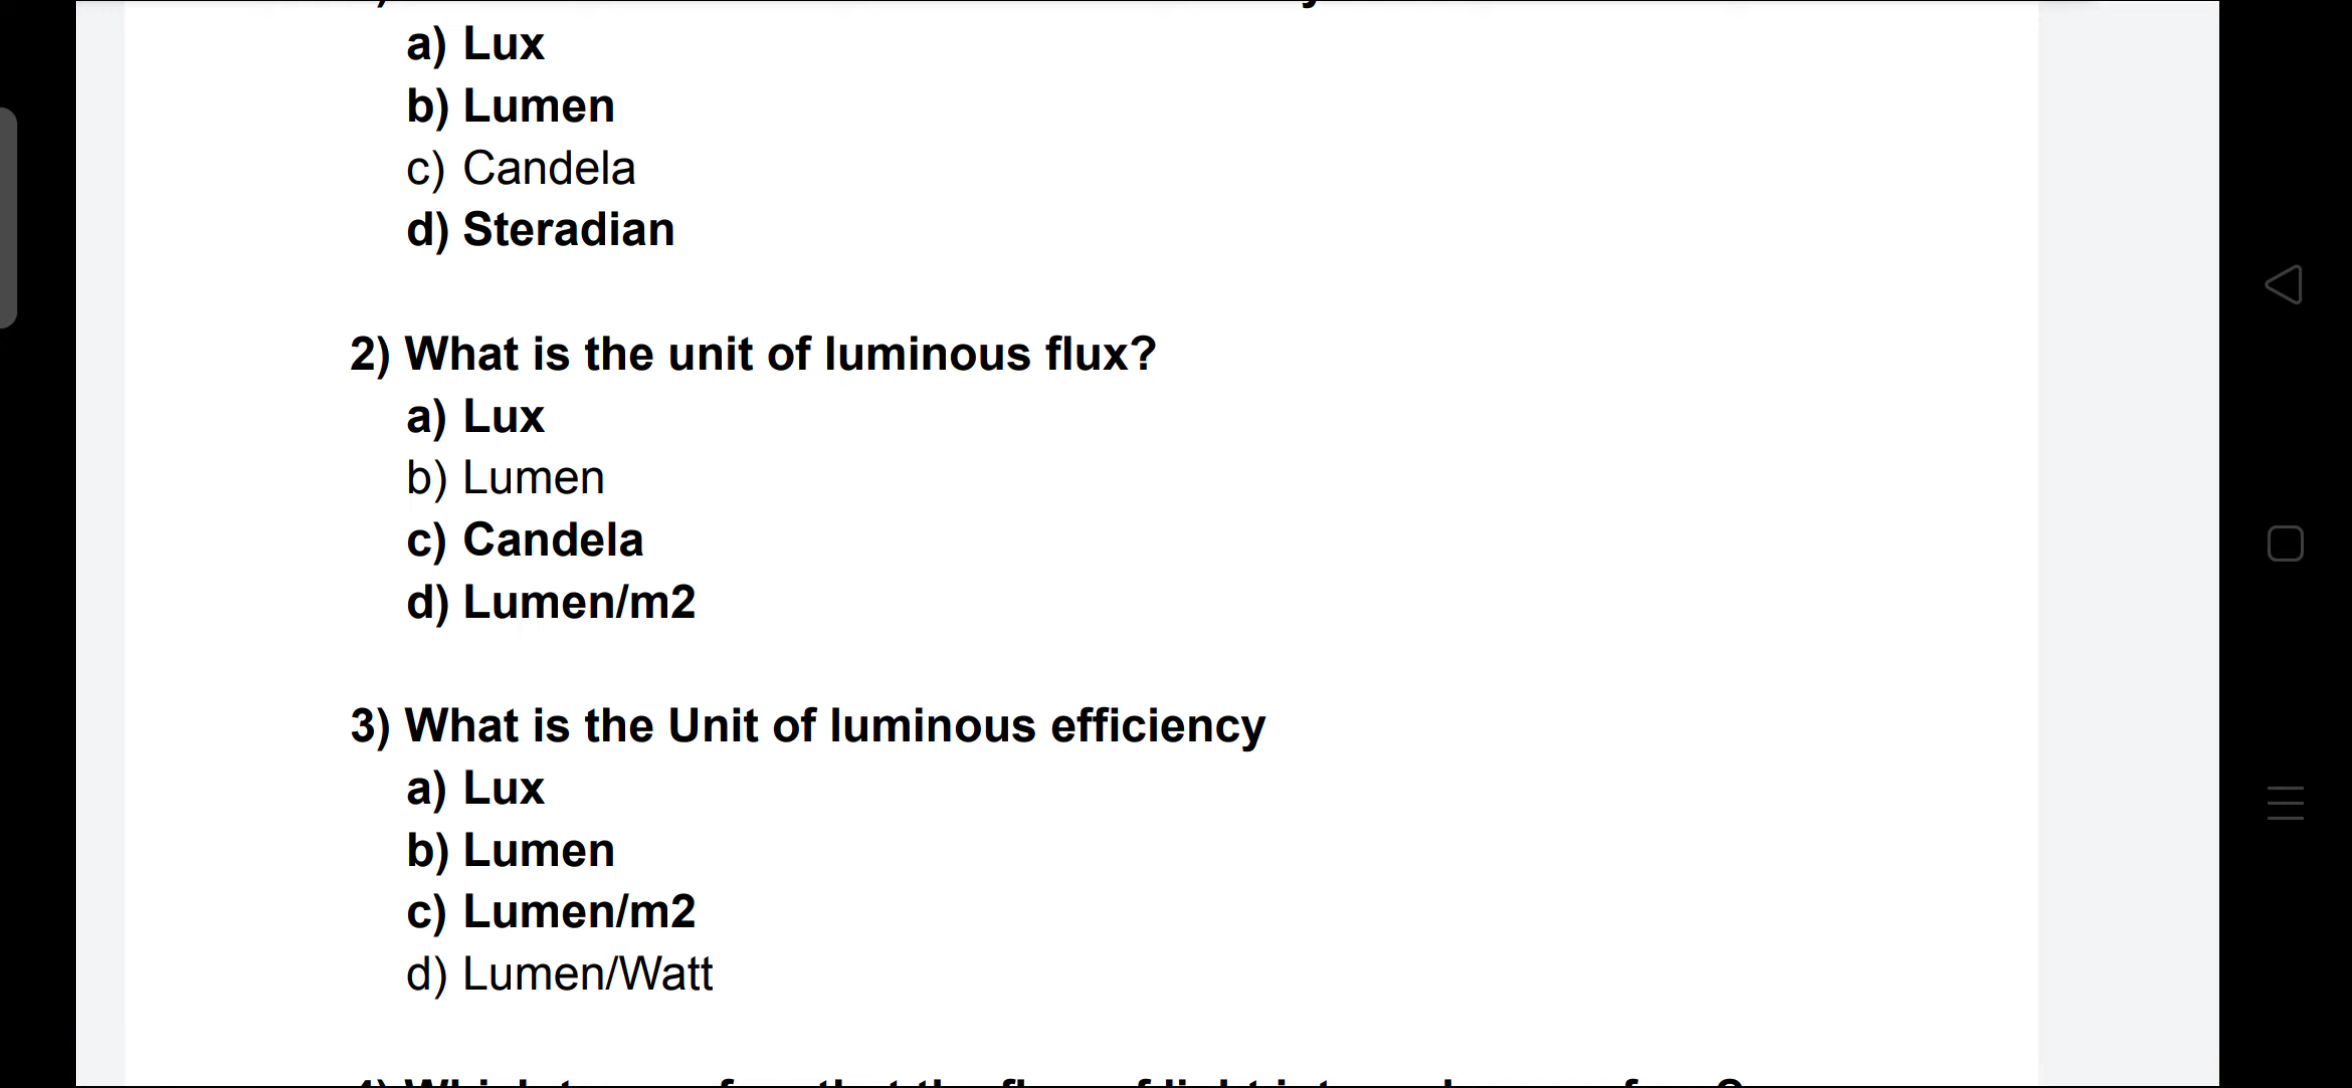 a) Lux
b) Lumen
c) Candela
d) Steradian
2) What is the unit of luminous flux?
a) Lux
b) Lumen
c) Candela
d) Lumen/m2
3) What is the Unit of luminous efficiency
a) Lux
b) Lumen
c) Lumen/m2
d) Lumen/Watt